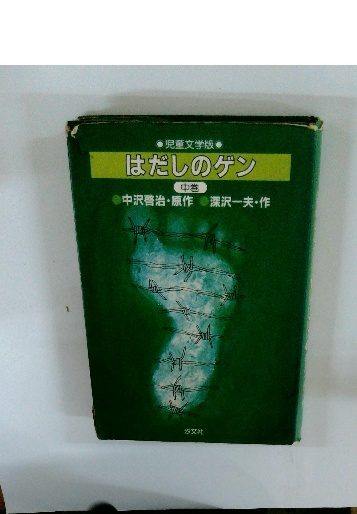 ●児童文学版●
はだしのゲン
中巻
●中沢啓治・原作 ●深沢一夫・作
汐文社